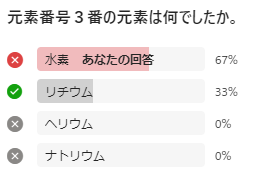 元素番号３番の元素は何でしたか。
水素 あなたの回答 67%
リチウム 33%
ヘリウム 0%
ナトリウム 0%